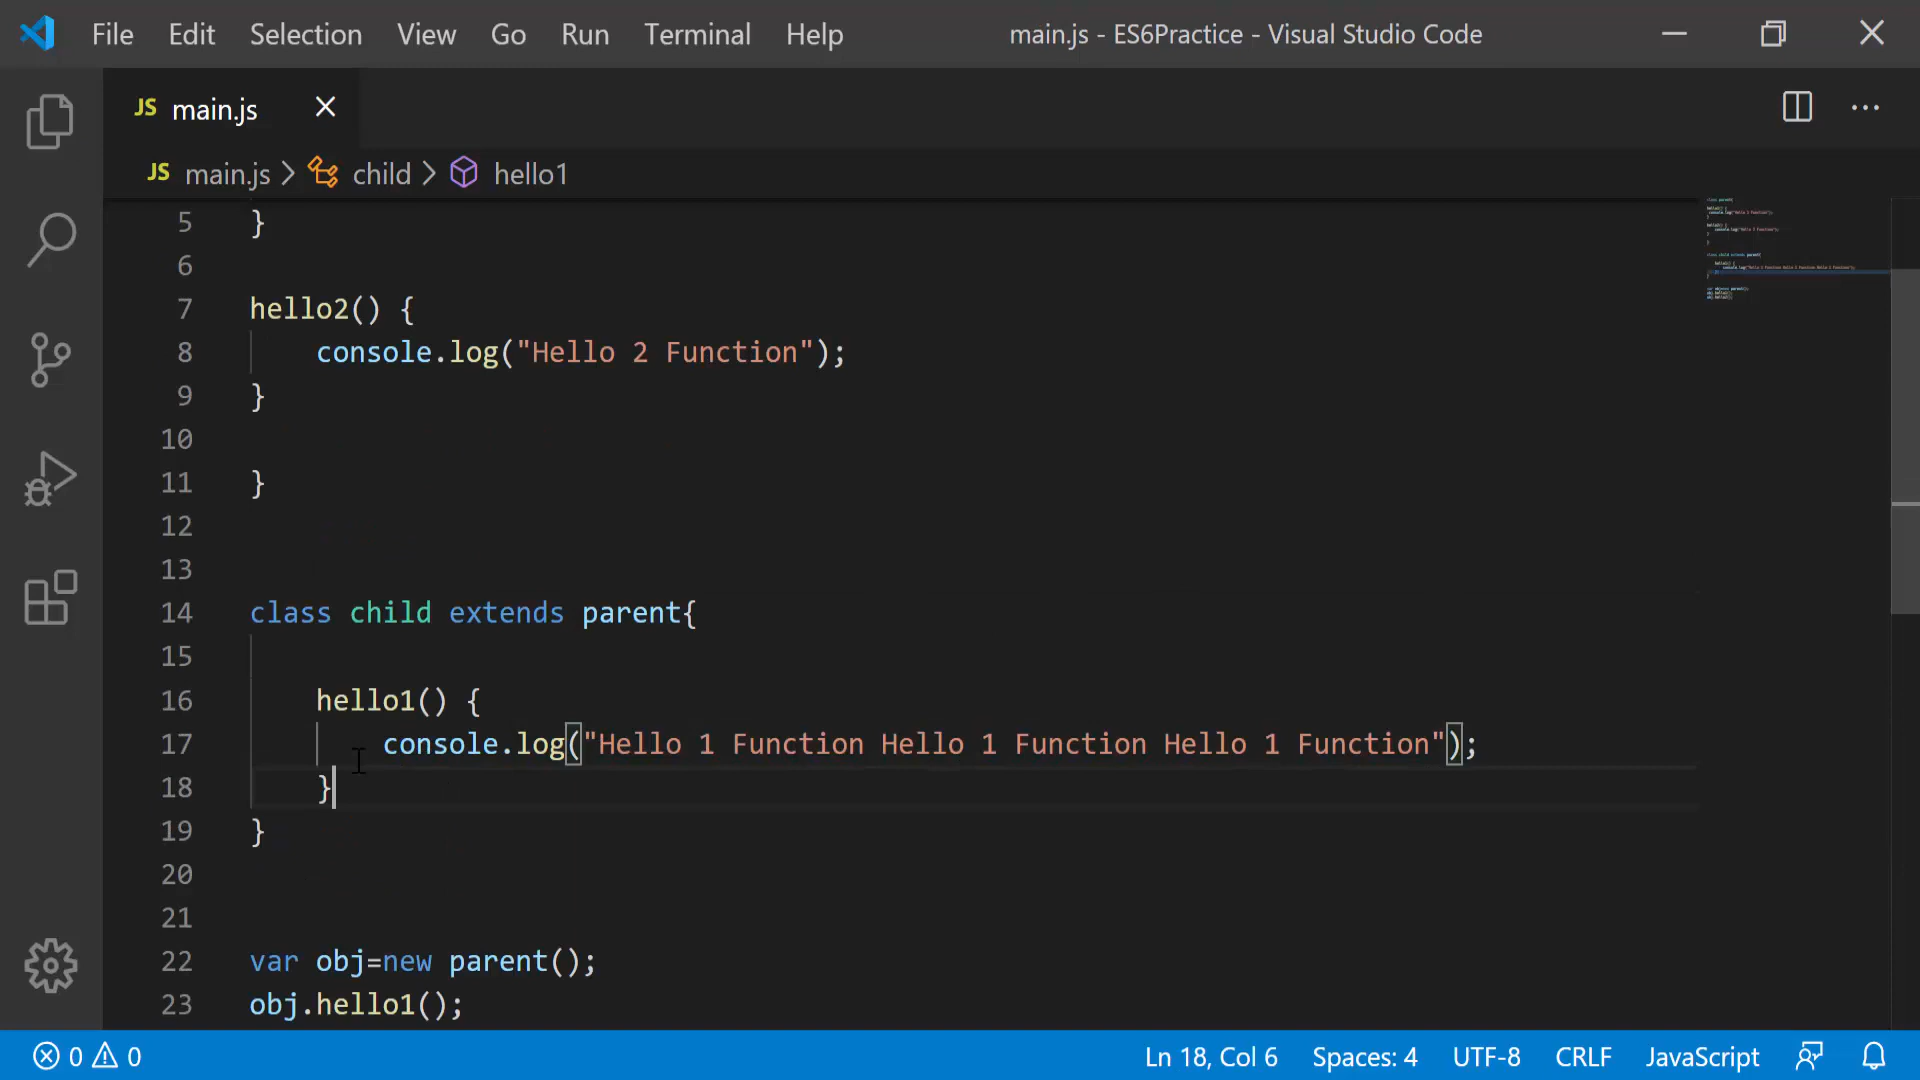 File Edit Selection View Go Run Terminal Help main.js - ES6Practice - Visual Studio Code
JS main.js
JS main.js > child > hello1
5 }
6
7 hello2() {
8 console.log("Hello 2 Function");
9 }
10
11 }
12
13
14 class child extends parent{
15
16 hello1() {
17 console.log("Hello 1 Function Hello 1 Function Hello 1 Function");
18 }
19 }
20
21
22 var obj=new parent();
23 obj.hello1();
0 0 Ln 18, Col 6 Spaces: 4 UTF-8 CRLF JavaScript